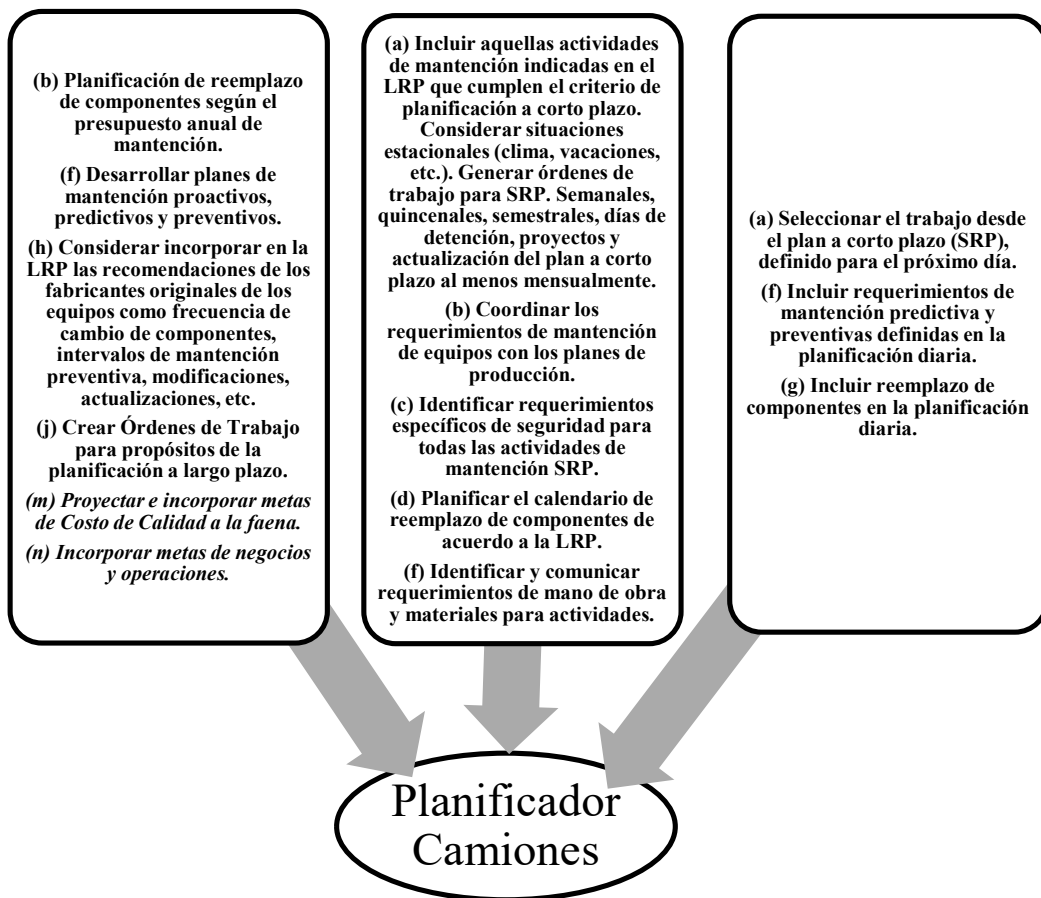 (b) Planificación de reemplazo
de componentes según el
presupuesto anual de
mantención.
(f) Desarrollar planes de
mantención proactivos,
predictivos y preventivos.
(h) Considerar incorporar en la
LRP las recomendaciones de los
fabricantes originales de los
equipos como frecuencia de
cambio de componentes,
intervalos de mantención
preventiva, modificaciones,
actualizaciones, etc.
(j) Crear Órdenes de Trabajo
para propósitos de la
planificación a largo plazo.
(m) Proyectar e incorporar metas
de Costo de Calidad a la faena.
(n) Incorporar metas de negocios
y operaciones.
(a) Incluir aquellas actividades
de mantención indicadas en el
LRP que cumplen el criterio de
planificación a corto plazo.
Considerar situaciones
estacionales (clima, vacaciones,
etc.). Generar órdenes de
trabajo para SRP. Semanales,
quincenales, semestrales, días de
detención, proyectos y
actualización del plan a corto
plazo al menos mensualmente.
(b) Coordinar los
requerimientos de mantención
de equipos con los planes de
producción.
(c) Identificar requerimientos
específicos de seguridad para
todas las actividades de
mantención SRP.
(d) Planificar el calendario de
reemplazo de componentes de
acuerdo a la LRP.
(f) Identificar y comunicar
requerimientos de mano de obra
y materiales para actividades.
(a) Seleccionar el trabajo desde
el plan a corto plazo (SRP),
definido para el próximo día.
(f) Incluir requerimientos de
mantención predictiva y
preventivas definidas en la
planificación diaria.
(g) Incluir reemplazo de
componentes en la planificación
diaria.
Planificador
Camiones